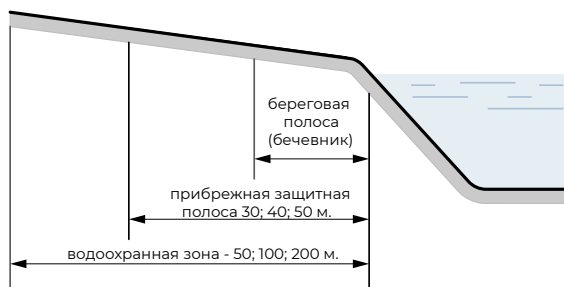 береговая
полоса
(бечевник)
прибрежная защитная
полоса 30; 40; 50 м.
водоохранная зона - 50; 100; 200 м.